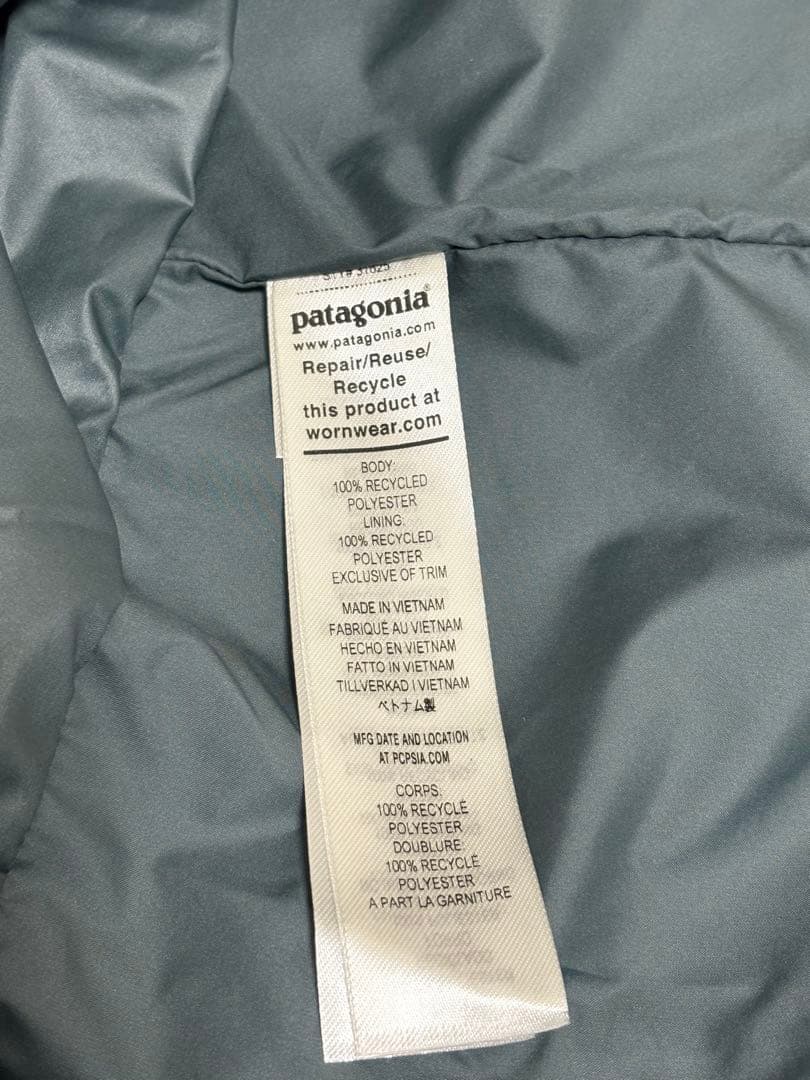 patagonia®
www.patagonia.com
Repair/Reuse/
Recycle
this product at
wornwear.com
BODY:
100% RECYCLED
POLYESTER
LINING:
100% RECYCLED
POLYESTER
EXCLUSIVE OF TRIM
MADE IN VIETNAM
FABRIQUÉ AU VIETNAM
HECHO EN VIETNAM
FATTO IN VIETNAM
TILLVERKAD I VIETNAM
ベトナム製
MFG DATE AND LOCATION
AT PCPSIA.COM
CORPS:
100% RECYCLÉ
POLYESTER
DOUBLURE:
100% RECYCLÉ
POLYESTER
A PART LA GARNITURE